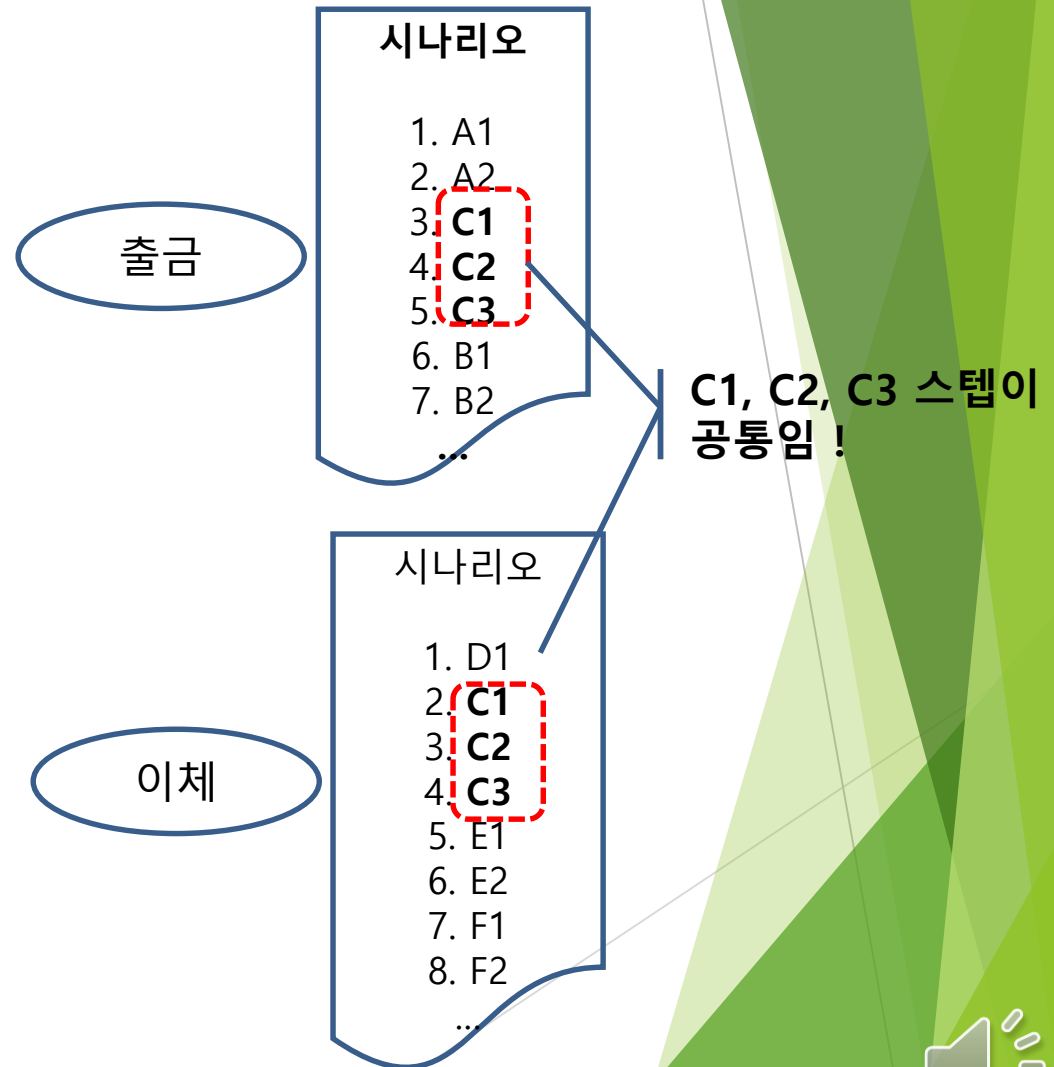 시나리오
1. A1
2. A2
3. C1
4. C2
5. C3
6. B1
7. B2
...
출금
C1, C2, C3 스텝이
공통임 !
시나리오
1. D1
2. C1
3. C2
4. C3
5. E1
6. E2
7. F1
8. F2
...
이체